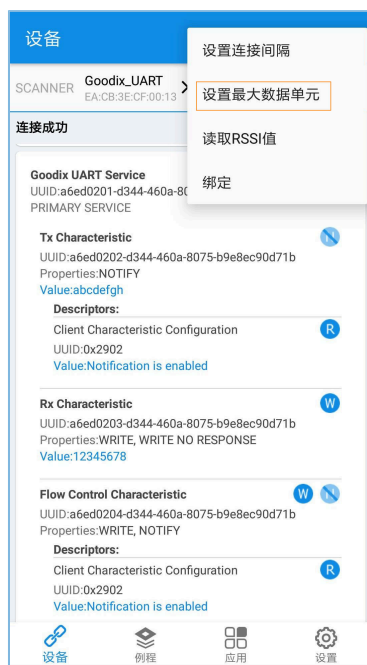 设备
设置连接间隔
SCANNER
Goodix_UART
EA:CB:3E:CF:00:13
设置最大数据单元
连接成功
读取RSSI值
绑定
Goodix UART Service
UUID:a6ed0201-d344-460a-80
PRIMARY SERVICE
Tx Characteristic
N
UUID:a6ed0202-d344-460a-8075-b9e8ec90d71b
Properties:NOTIFY
Value:abcdefgh
Descriptors:
Client Characteristic Configuration
R
UUID:0x2902
Value:Notification is enabled
Rx Characteristic
W
UUID:a6ed0203-d344-460a-8075-b9e8ec90d71b
Properties:WRITE, WRITE NO RESPONSE
Value:12345678
Flow Control Characteristic
W N
UUID:a6ed0204-d344-460a-8075-b9e8ec90d71b
Properties:WRITE, NOTIFY
Descriptors:
Client Characteristic Configuration
R
UUID:0x2902
Value:Notification is enabled
设备 例程 应用 设置